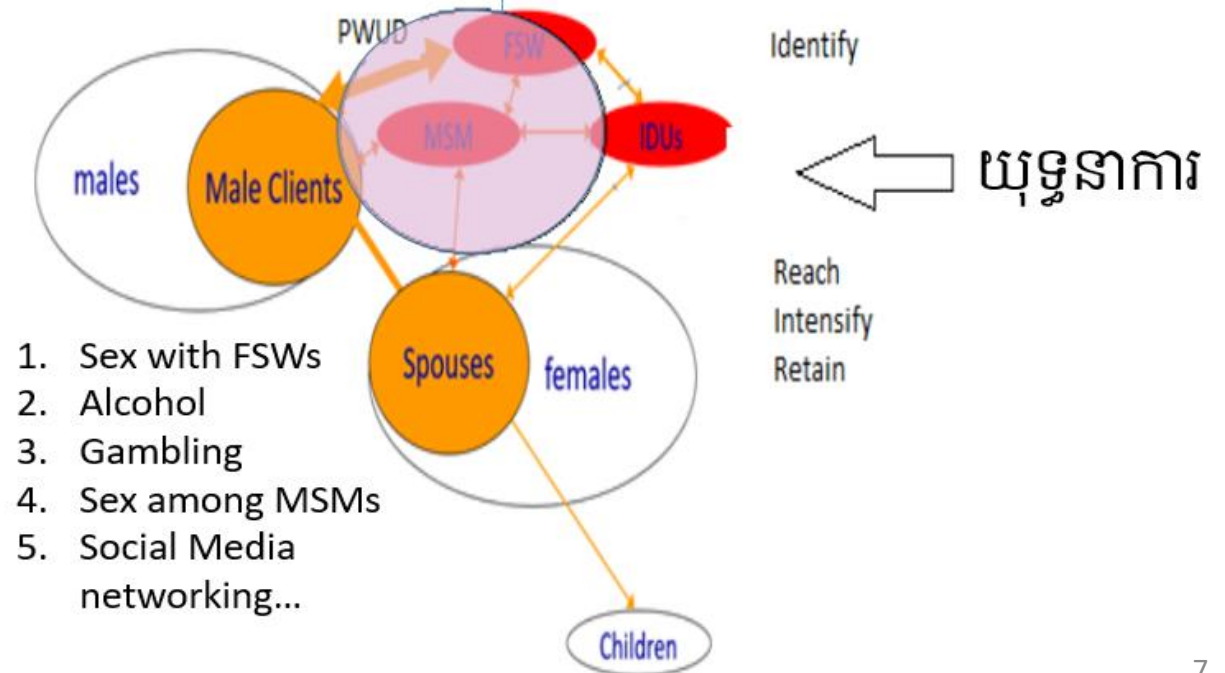 PWUD
FSW
Identify
MSM
IDUs
males
Male Clients
យុទ្ធនាការ
Reach
Intensify
Retain
1. Sex with FSWs
2. Alcohol
3. Gambling
4. Sex among MSMs
5. Social Media
networking...
Spouses
females
Children
7